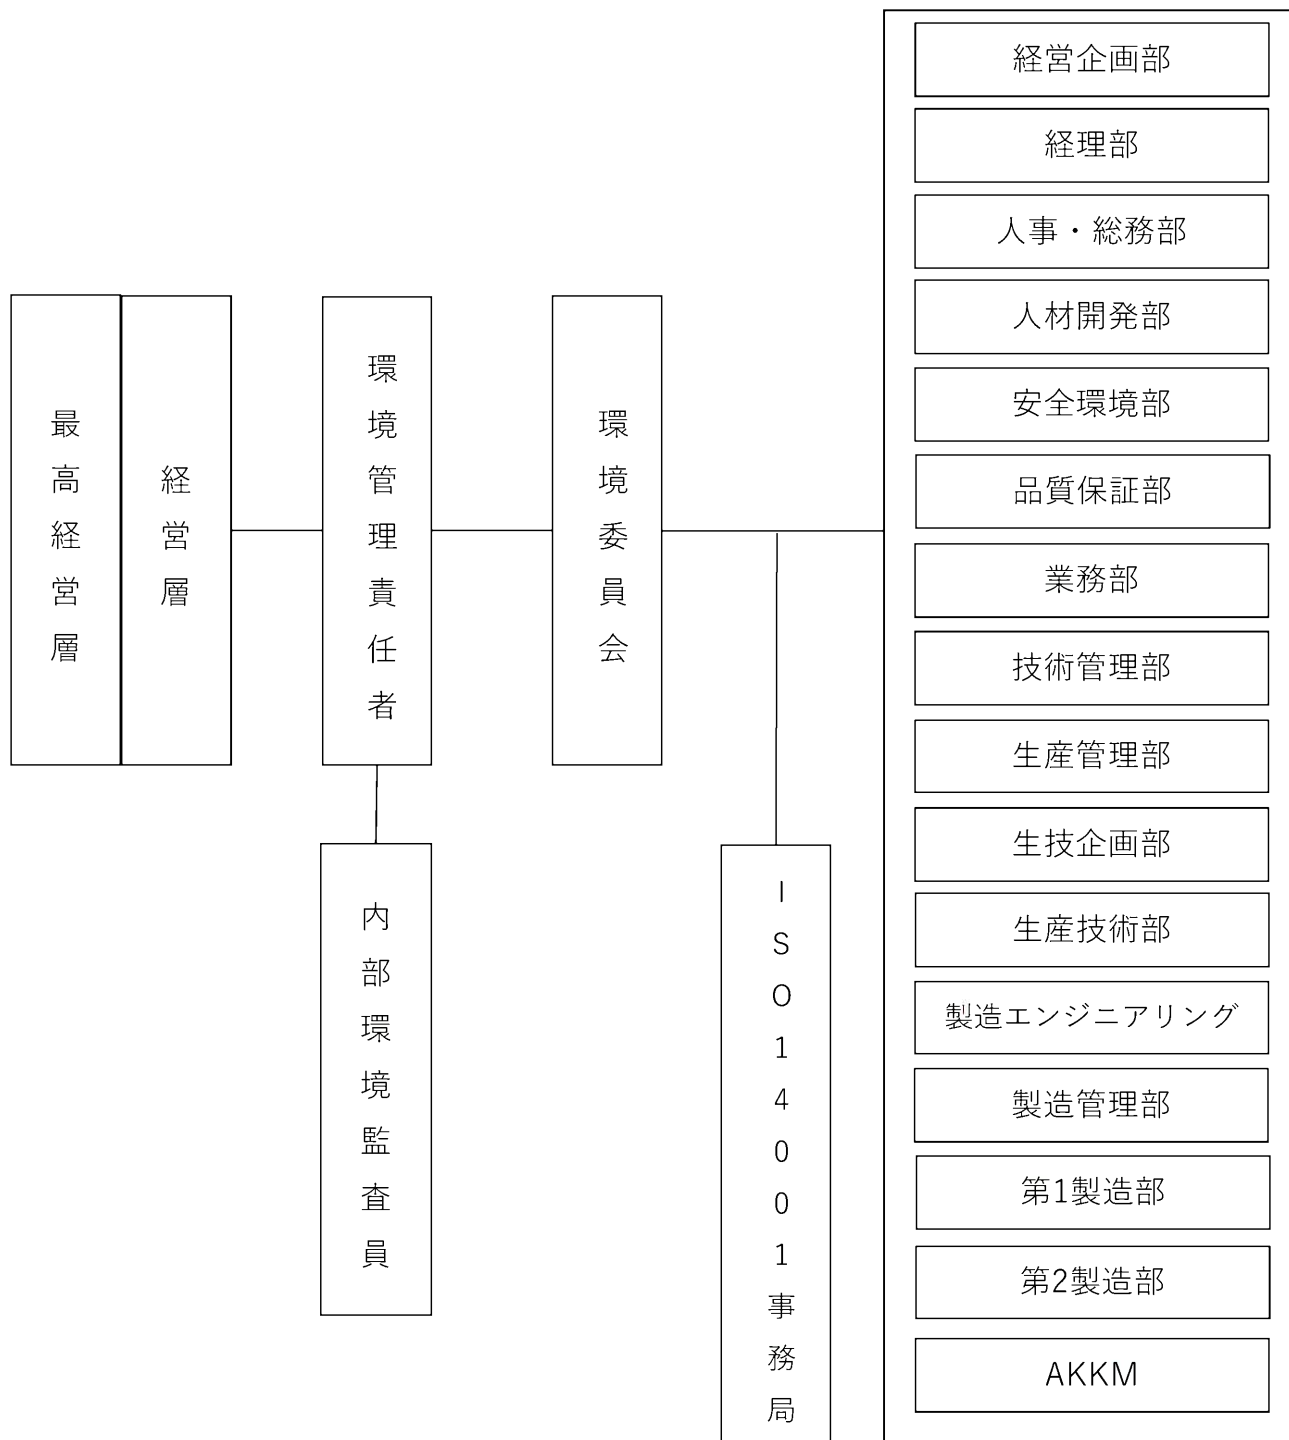 最高経営層
経営層
環境管理責任者
内部環境監査員
環境委員会
ISO14001事務局
経営企画部
経理部
人事・総務部
人材開発部
安全環境部
品質保証部
業務部
技術管理部
生産管理部
生技企画部
生産技術部
製造エンジニアリング
製造管理部
第1製造部
第2製造部
AKKM